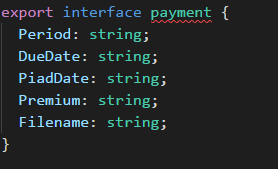 export interface payment {
Period: string;
DueDate: string;
PiadDate: string;
Premium: string;
Filename: string;
}